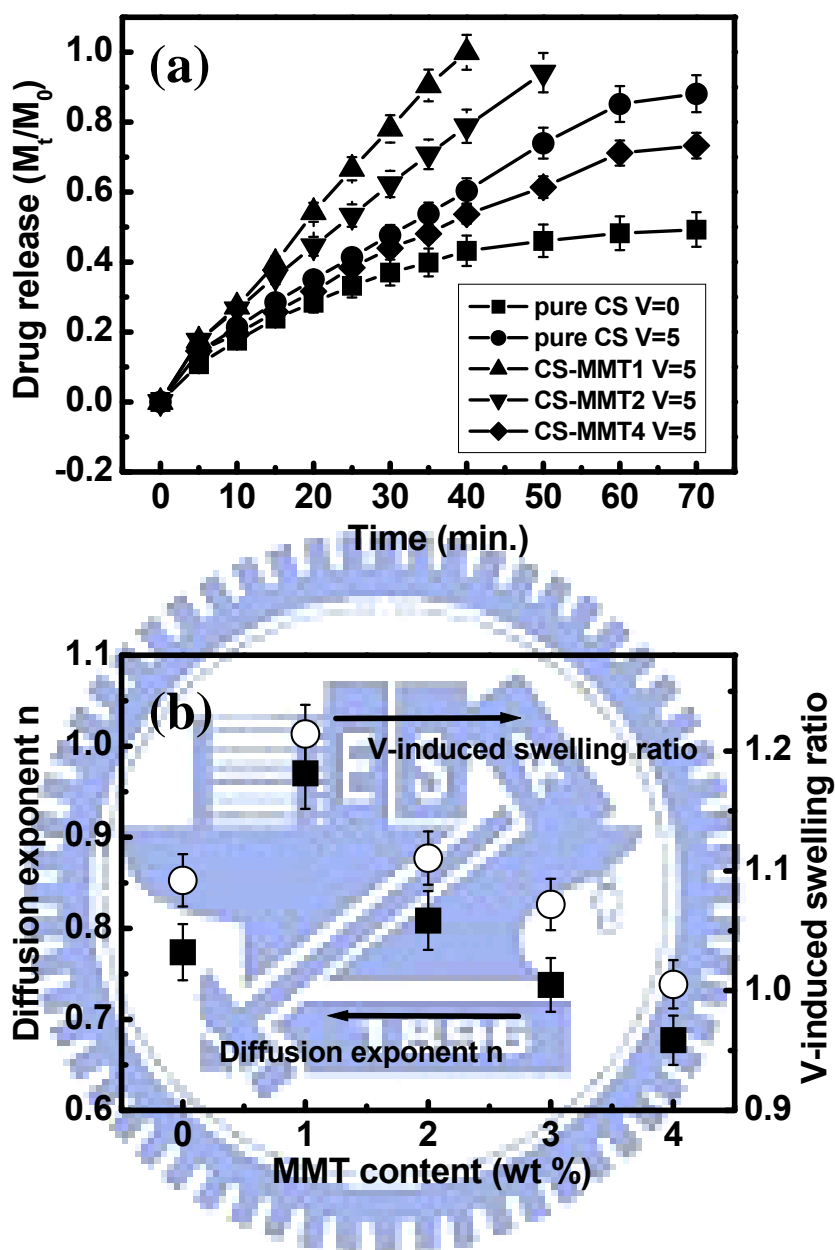 (a)
Drug release (Mt/M0)
1.0
0.8
0.6
0.4
0.2
0.0
-0.2
pure CS V=0
pure CS V=5
CS-MMT1 V=5
CS-MMT2 V=5
CS-MMT4 V=5
0 10 20 30 40 50 60 70
Time (min.)
(b)
Diffusion exponent n
1.1
1.0
0.9
0.8
0.7
0.6
V-induced swelling ratio
Diffusion exponent n
1.2
1.1
1.0
0.9
V-induced swelling ratio
0 1 2 3 4
MMT content (wt %)
ES
1896